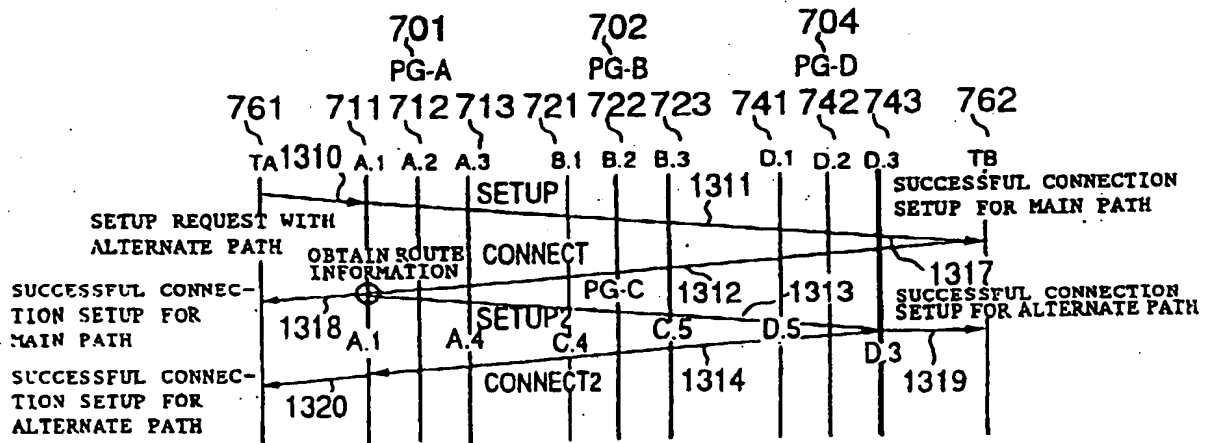 701 702 704
PG-A PG-B PG-D
761 711 712 713 721 722 723 741 742 743 762
TA 1310 A.1 A.2 A.3 B.1 B.2 B.3 D.1 D.2 D.3 TB
SETUP 1311
SUCCESSFUL CONNECTION
SETUP FOR MAIN PATH
SETUP REQUEST WITH
ALTERNATE PATH
OBTAIN ROUTE
INFORMATION
CONNECT
1317
SUCCESSFUL CONNEC-
TION SETUP FOR
MAIN PATH
1318
PG-C 1312 1313
SUCCESSFUL CONNECTION
SETUP FOR ALTERNATE PATH
SETUP2
A.1 A.4 C.4 C.5 D.5 D.3
1319
SUCCESSFUL CONNEC-
TION SETUP FOR
ALTERNATE PATH
1320
CONNECT2 1314